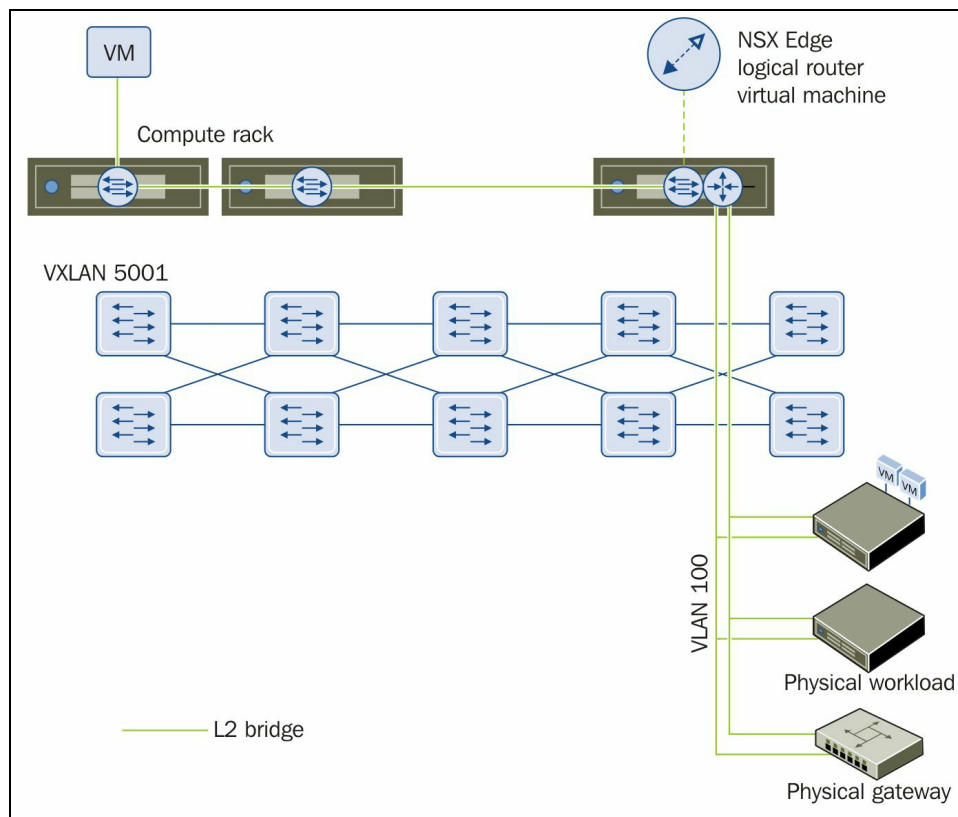 VM
NSX Edge
logical router
virtual machine
Compute rack
VXLAN 5001
VM
VM
VLAN 100
Physical workload
L2 bridge
Physical gateway